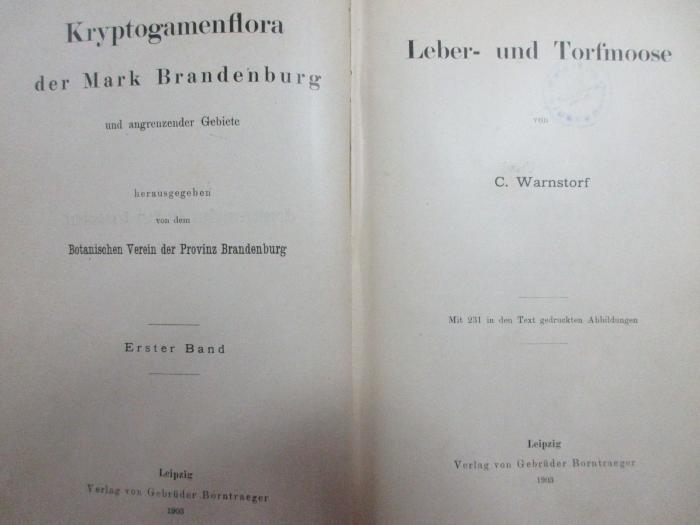 Kryptogamenflora
der Mark Brandenburg
und angrenzender Gebiete
herausgegeben
von dem
Botanischen Verein der Provinz Brandenburg
Erster Band
Leipzig
Verlag von Gebrüder Borntraeger
1903
Leber- und Torfmoose
von
C. Warnstorf
Mit 231 in den Text gedruckten Abbildungen
Leipzig
Verlag von Gebrüder Borntraeger
1903